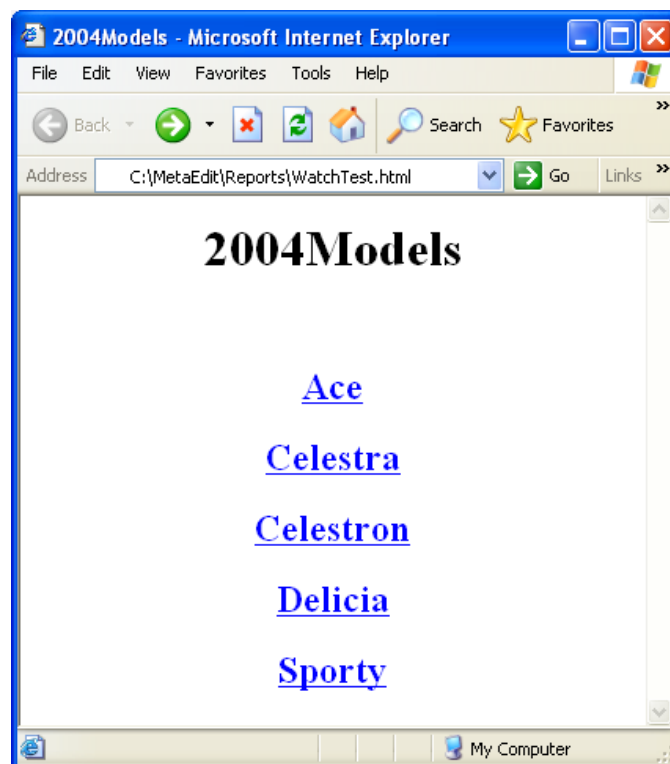 2004Models - Microsoft Internet Explorer
File Edit View Favorites Tools Help
Back Search Favorites »
Address C:\MetaEdit\Reports\WatchTest.html Go Links »
2004Models
Ace
Celestra
Celestron
Delicia
Sporty
My Computer